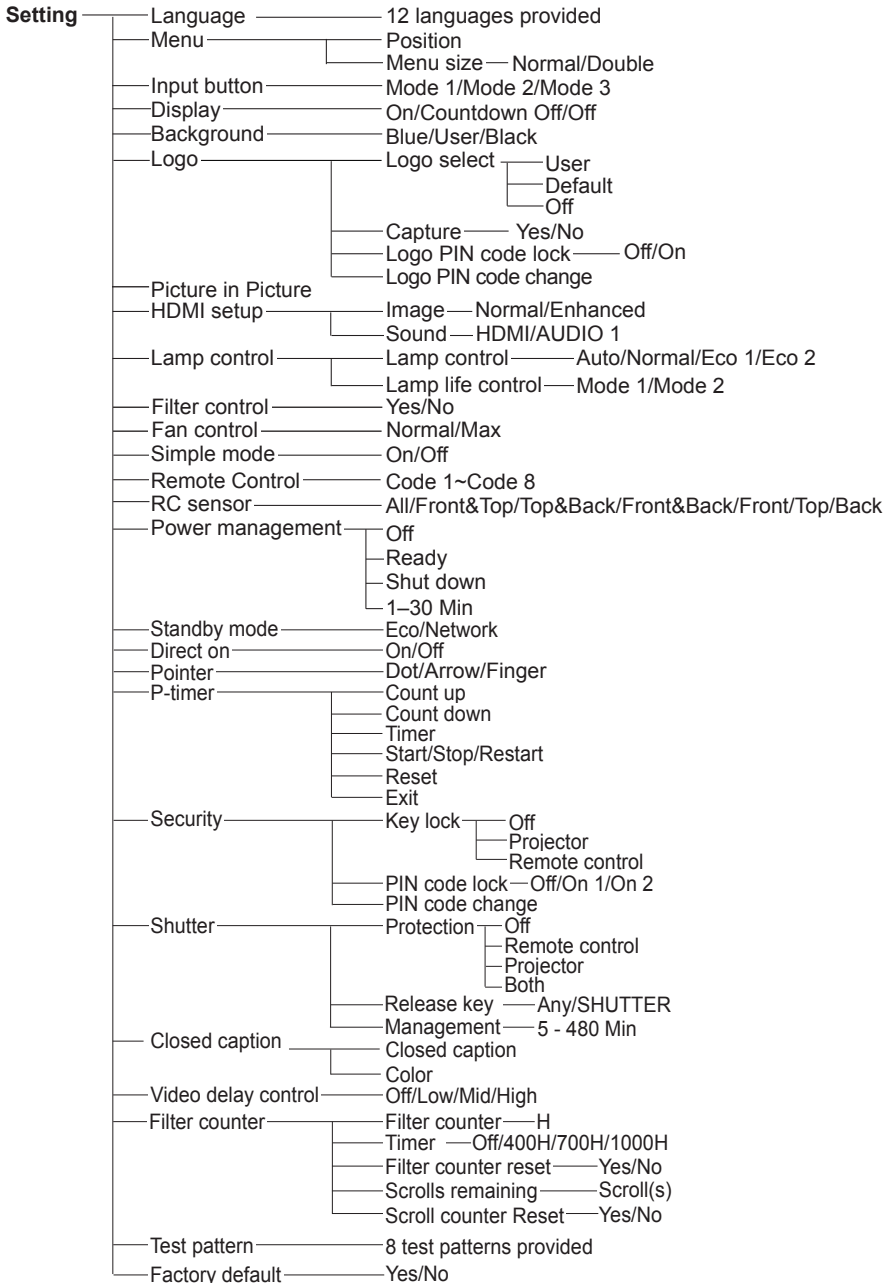 Setting Language 12 languages provided
Menu Position
Menu size Normal/Double
Input button Mode 1/Mode 2/Mode 3
Display On/Countdown Off/Off
Background Blue/User/Black
Logo Logo select User
Default
Off
Capture Yes/No
Logo PIN code lock Off/On
Logo PIN code change
Picture in Picture
HDMI setup Image Normal/Enhanced
Sound HDMI/AUDIO 1
Lamp control Lamp control Auto/Normal/Eco 1/Eco 2
Lamp life control Mode 1/Mode 2
Filter control Yes/No
Fan control Normal/Max
Simple mode On/Off
Remote Control Code 1~Code 8
RC sensor All/Front&Top/Top&Back/Front&Back/Front/Top/Back
Power management Off
Ready
Shut down
1–30 Min
Standby mode Eco/Network
Direct on On/Off
Pointer Dot/Arrow/Finger
P-timer Count up
Count down
Timer
Start/Stop/Restart
Reset
Exit
Security Key lock Off
Projector
Remote control
PIN code lock Off/On 1/On 2
PIN code change
Shutter Protection Off
Remote control
Projector
Both
Release key Any/SHUTTER
Management 5 - 480 Min
Closed caption Closed caption
Color
Video delay control Off/Low/Mid/High
Filter counter Filter counter H
Timer Off/400H/700H/1000H
Filter counter reset Yes/No
Scrolls remaining Scroll(s)
Scroll counter Reset Yes/No
Test pattern 8 test patterns provided
Factory default Yes/No